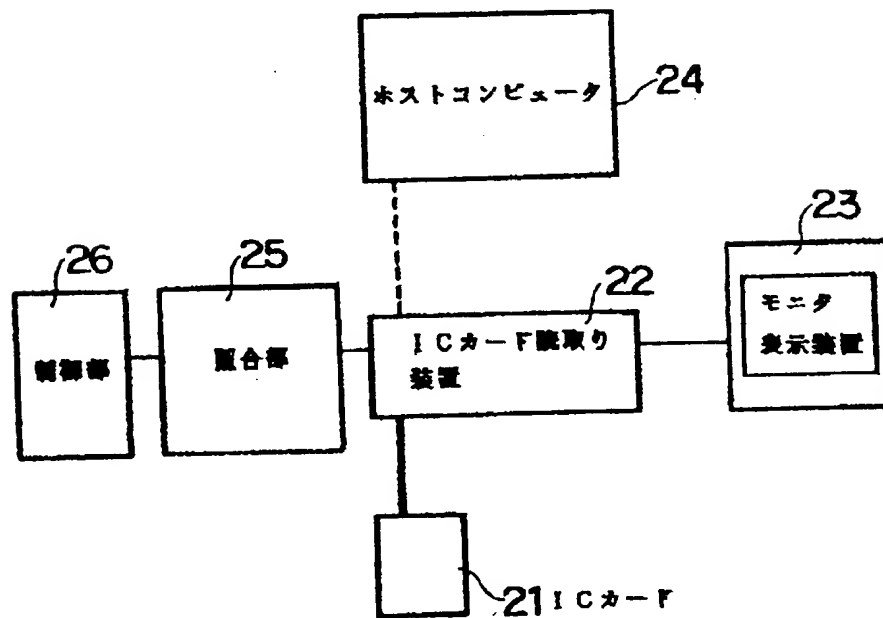 ホストコンピュータ
24
23
26
25
22
モニタ
表示装置
ICカード読取り
装置
制御部
照合部
21 ICカード